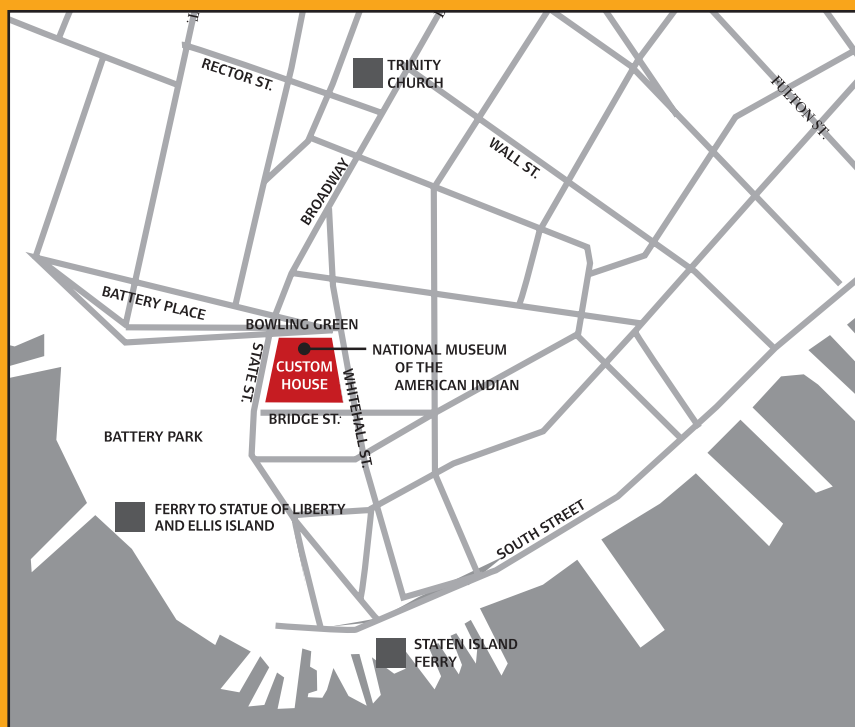 ST.
RECTOR ST.
TRINITY
CHURCH
FULTON ST.
WALL ST.
BROADWAY
BATTERY PLACE
BOWLING GREEN
STATE ST.
CUSTOM
HOUSE
WHITEHALL ST.
NATIONAL MUSEUM
OF THE
AMERICAN INDIAN
BRIDGE ST.
BATTERY PARK
FERRY TO STATUE OF LIBERTY
AND ELLIS ISLAND
SOUTH STREET
STATEN ISLAND
FERRY